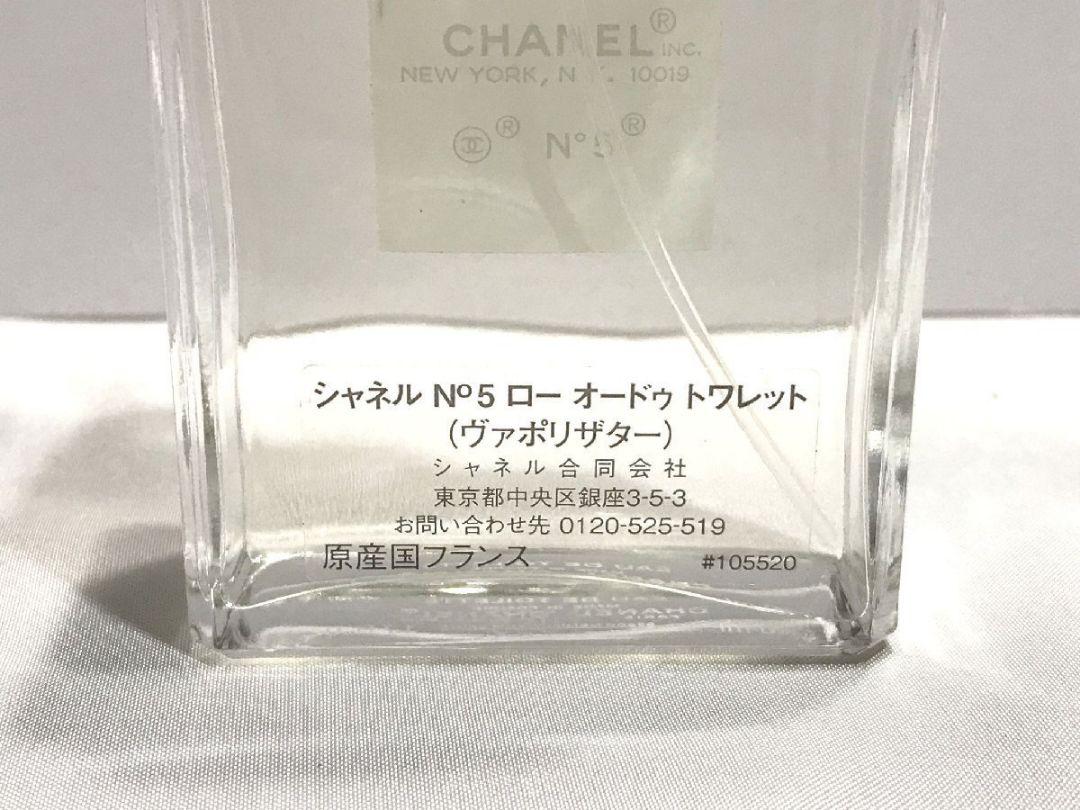 CHANEL® INC.
NEW YORK, N.Y. 10019
® N°5®
シャネル Nº5 ロー オードゥ トワレット
(ヴァポリザター)
シャネル合同会社
東京都中央区銀座3-5-3
お問い合わせ先 0120-525-519
原産国フランス #105520